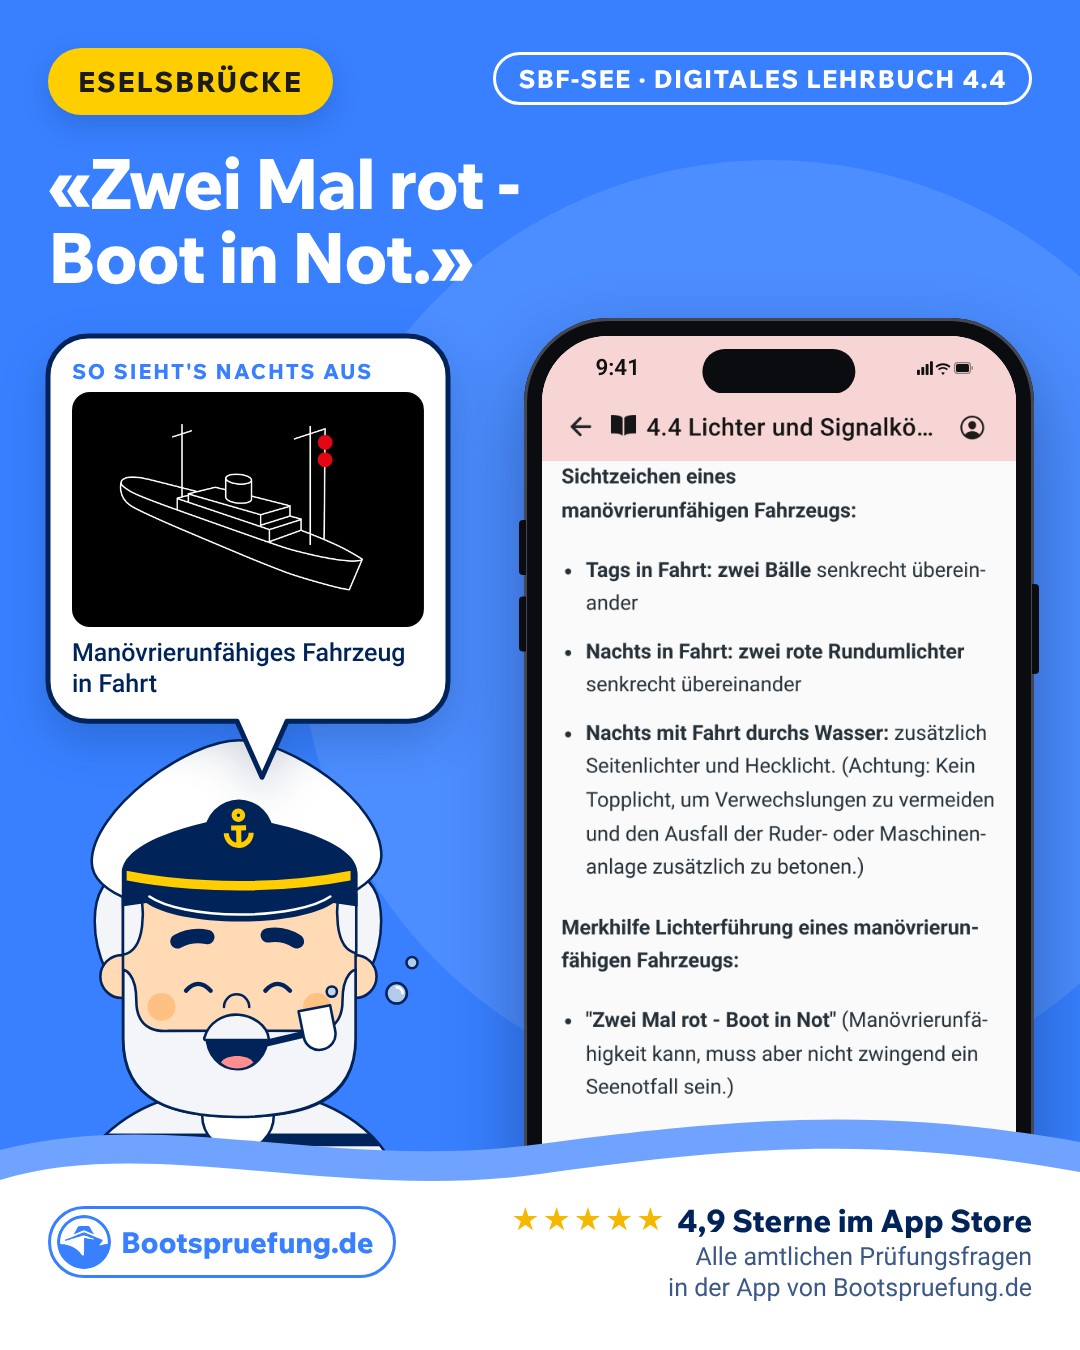 ESELSBRÜCKE
SBF-SEE · DIGITALES LEHRBUCH 4.4
«Zwei Mal rot -
Boot in Not.»
SO SIEHT'S NACHTS AUS
Manövrierunfähiges Fahrzeug
in Fahrt
9:41
4.4 Lichter und Signalkö...
Sichtzeichen eines
manövrierunfähigen Fahrzeugs:
• Tags in Fahrt: zwei Bälle senkrecht überein-
ander
• Nachts in Fahrt: zwei rote Rundumlichter
senkrecht übereinander
• Nachts mit Fahrt durchs Wasser: zusätzlich
Seitenlichter und Hecklicht. (Achtung: Kein
Topplicht, um Verwechslungen zu vermeiden
und den Ausfall der Ruder- oder Maschinen-
anlage zusätzlich zu betonen.)
Merkhilfe Lichterführung eines manövrierun-
fähigen Fahrzeugs:
• "Zwei Mal rot - Boot in Not" (Manövrierunfä-
higkeit kann, muss aber nicht zwingend ein
Seenotfall sein.)
Bootspruefung.de
★★★★★ 4,9 Sterne im App Store
Alle amtlichen Prüfungsfragen
in der App von Bootspruefung.de